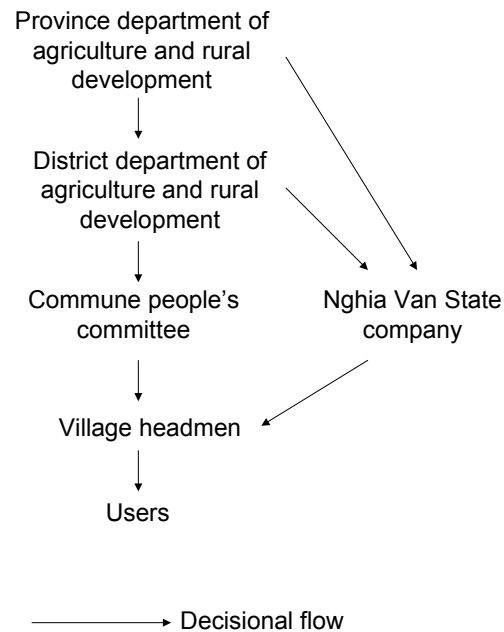 Province department of
agriculture and rural
development
District department of
agriculture and rural
development
Commune people’s
committee
Nghia Van State
company
Village headmen
Users
Decisional flow